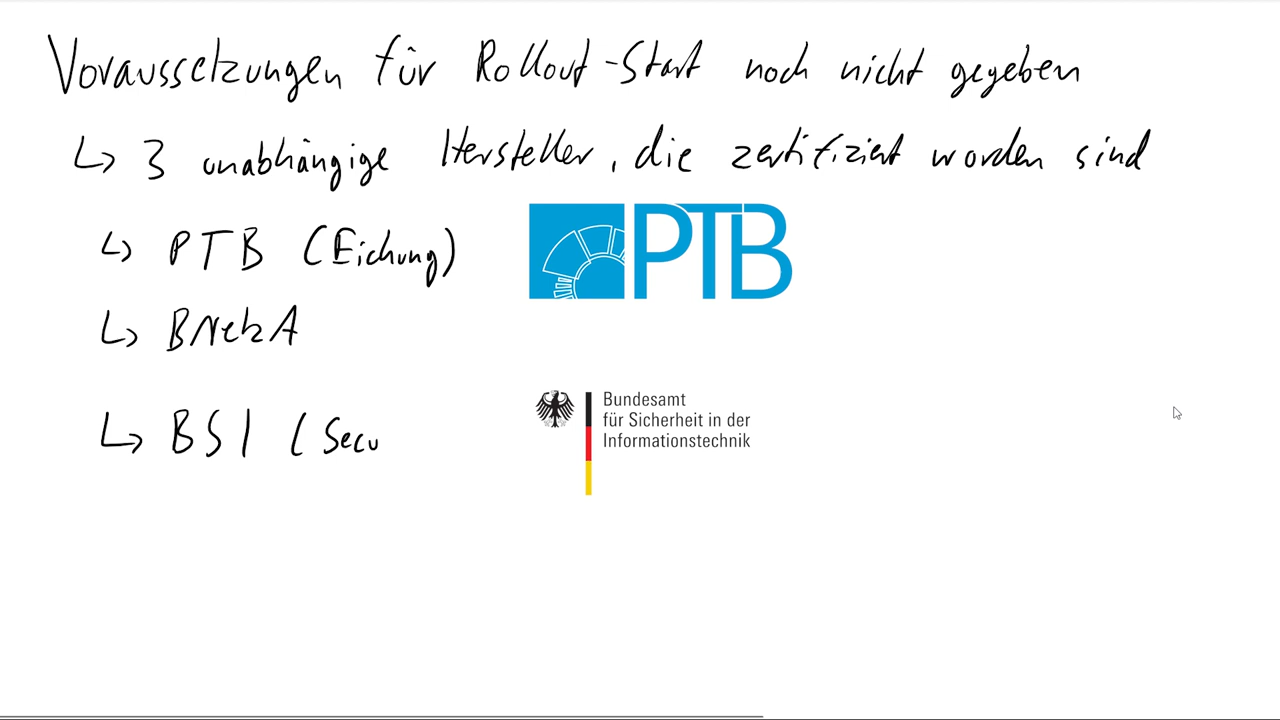 Voraussetzungen für Rollout-Start noch nicht gegeben
↳ 3 unabhängige Hersteller, die zertifiziert worden sind
↳ PTB (Eichung)
PTB
↳ BNetzA
↳ BSI (Secu
Bundesamt
für Sicherheit in der
Informationstechnik